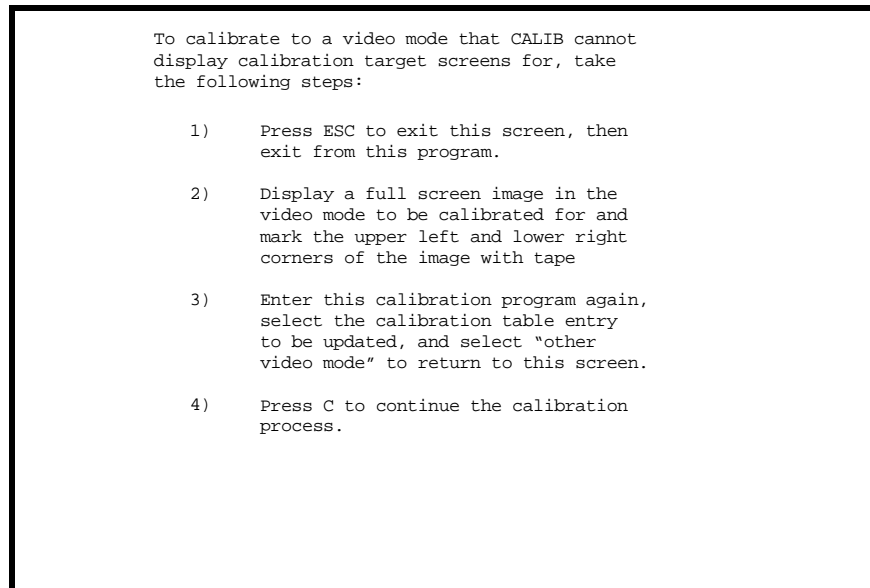 To calibrate to a video mode that CALIB cannot
display calibration target screens for, take
the following steps:
1) Press ESC to exit this screen, then
exit from this program.
2) Display a full screen image in the
video mode to be calibrated for and
mark the upper left and lower right
corners of the image with tape
3) Enter this calibration program again,
select the calibration table entry
to be updated, and select “other
video mode” to return to this screen.
4) Press C to continue the calibration
process.